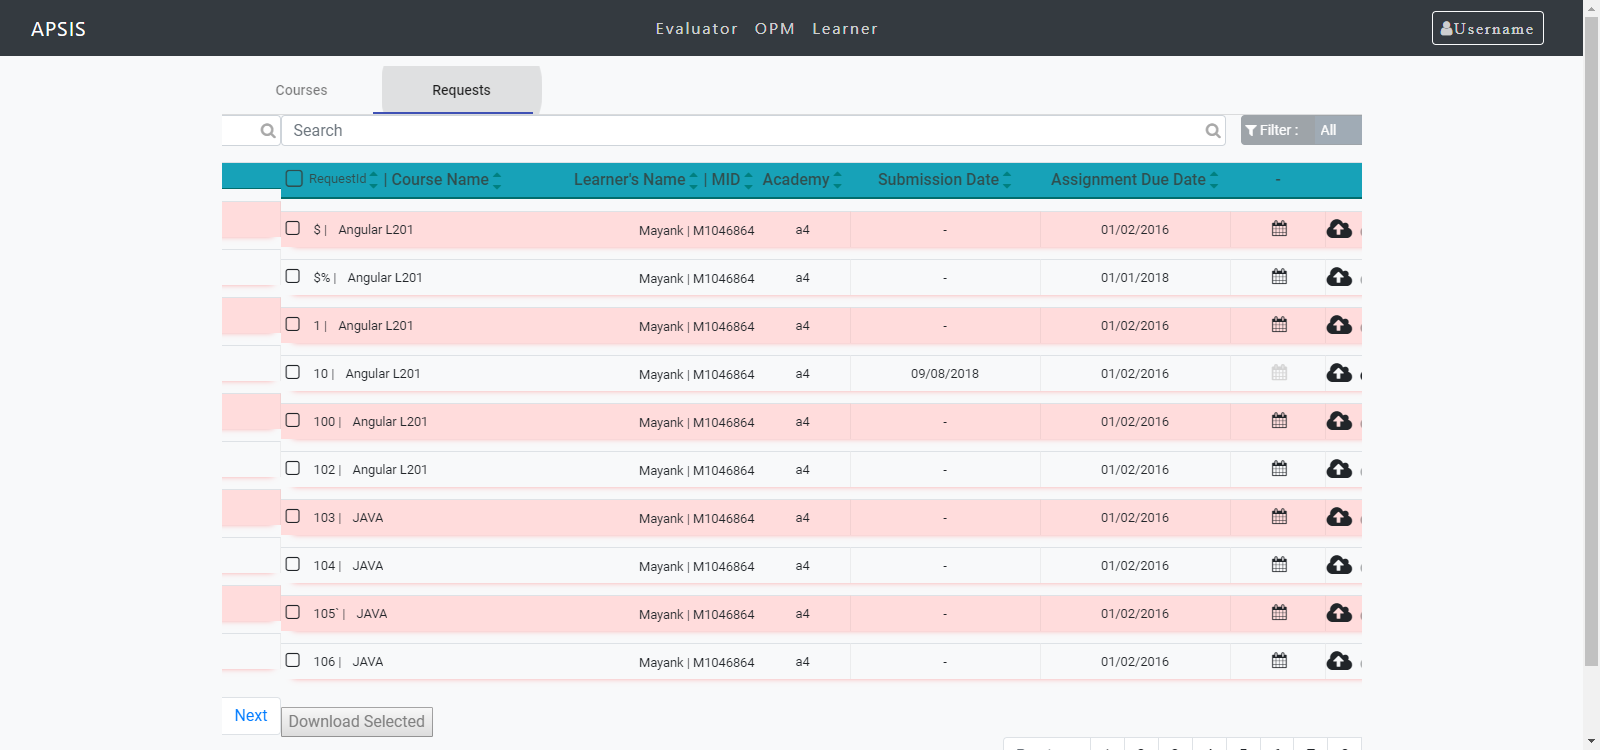 APSIS Evaluator OPM Learner Username
Courses Requests
Search Filter : All
RequestId | Course Name Learner's Name | MID Academy Submission Date Assignment Due Date -
$ | Angular L201 Mayank | M1046864 a4 - 01/02/2016
$% | Angular L201 Mayank | M1046864 a4 - 01/01/2018
1 | Angular L201 Mayank | M1046864 a4 - 01/02/2016
10 | Angular L201 Mayank | M1046864 a4 09/08/2018 01/02/2016
100 | Angular L201 Mayank | M1046864 a4 - 01/02/2016
102 | Angular L201 Mayank | M1046864 a4 - 01/02/2016
103 | JAVA Mayank | M1046864 a4 - 01/02/2016
104 | JAVA Mayank | M1046864 a4 - 01/02/2016
105` | JAVA Mayank | M1046864 a4 - 01/02/2016
106 | JAVA Mayank | M1046864 a4 - 01/02/2016
Next Download Selected